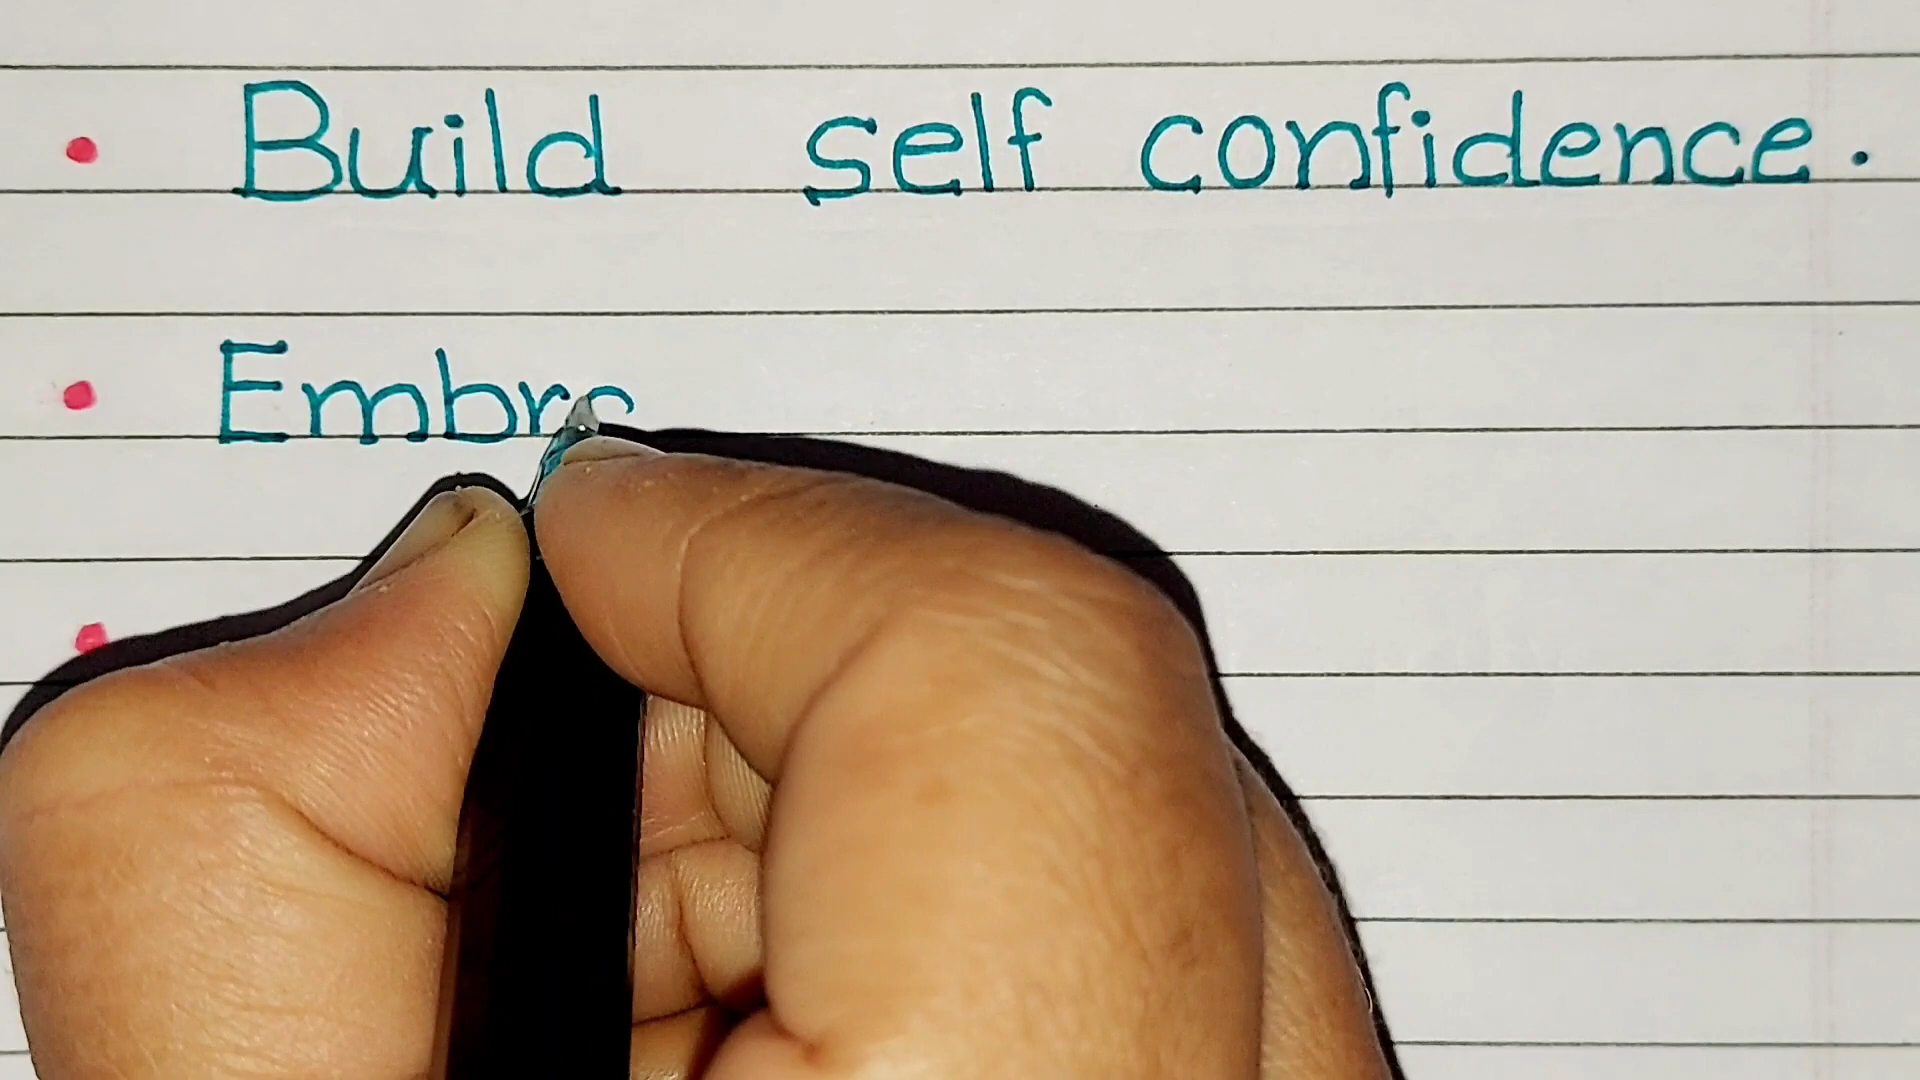 • Build self confidence.
• Embr
•